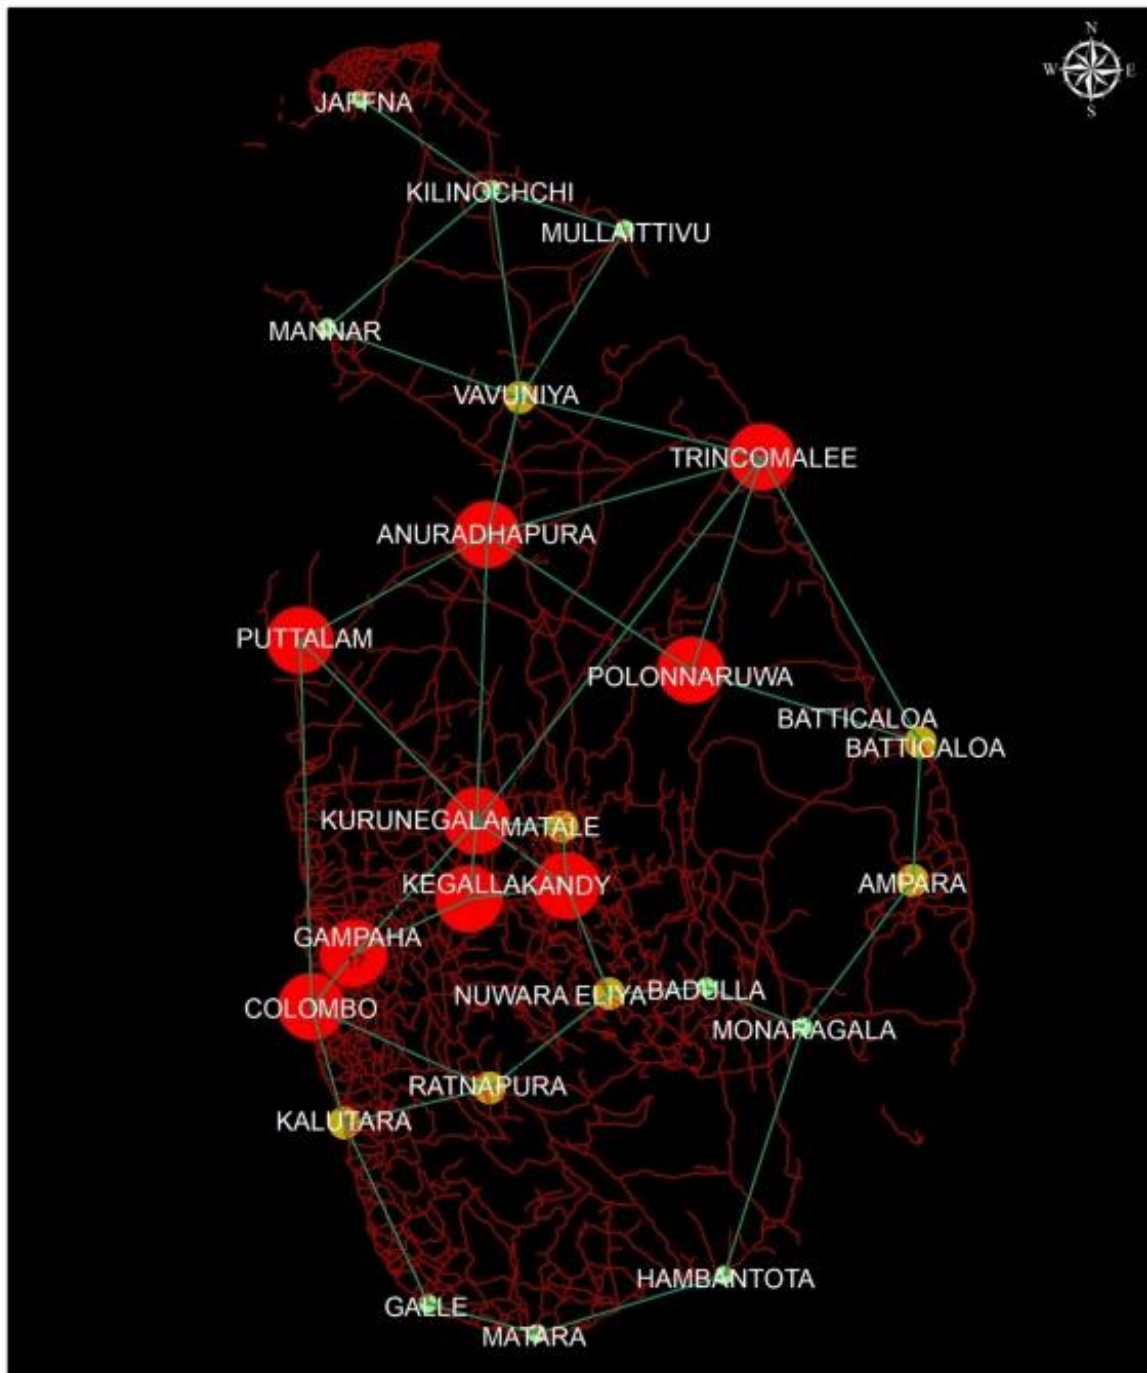 N
W E
S
JAFFNA
KILINOCHCHI
MULLAITTIVU
MANNAR
VAVUNIYA
TRINCOMALEE
ANURADHAPURA
PUTTALAM
POLONNARUWA
BATTICALOA
BATTICALOA
KURUNEGALA
MATALE
KEGALLA
KANDY
AMPARA
GAMPAHA
NUWARA ELIYA
BADULLA
COLOMBO
MONARAGALA
RATNAPURA
KALUTARA
HAMBANTOTA
GALLE
MATARA